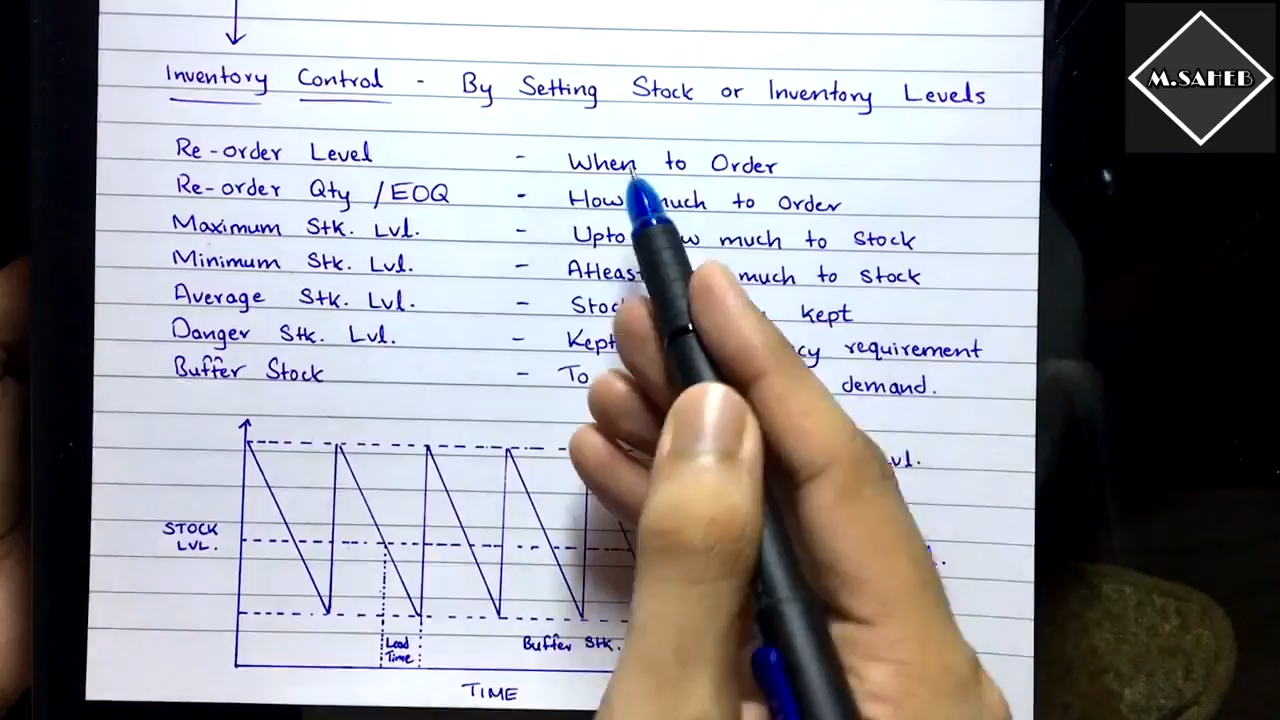 M.SAHEB
Inventory Control - By Setting Stock or Inventory Levels
Re-order Level - When to Order
Re-order Qty / EOQ - How much to Order
Maximum Stk. Lvl. - Upto much to Stock
Minimum Stk. Lvl. - Atleast much to stock
Average Stk. Lvl. - kept
Danger Stk. Lvl. - Kept requirement
Buffer Stock - To demand.
Lvl.
STOCK
LVL.
Lead
Time
Buffer Stk.
TIME